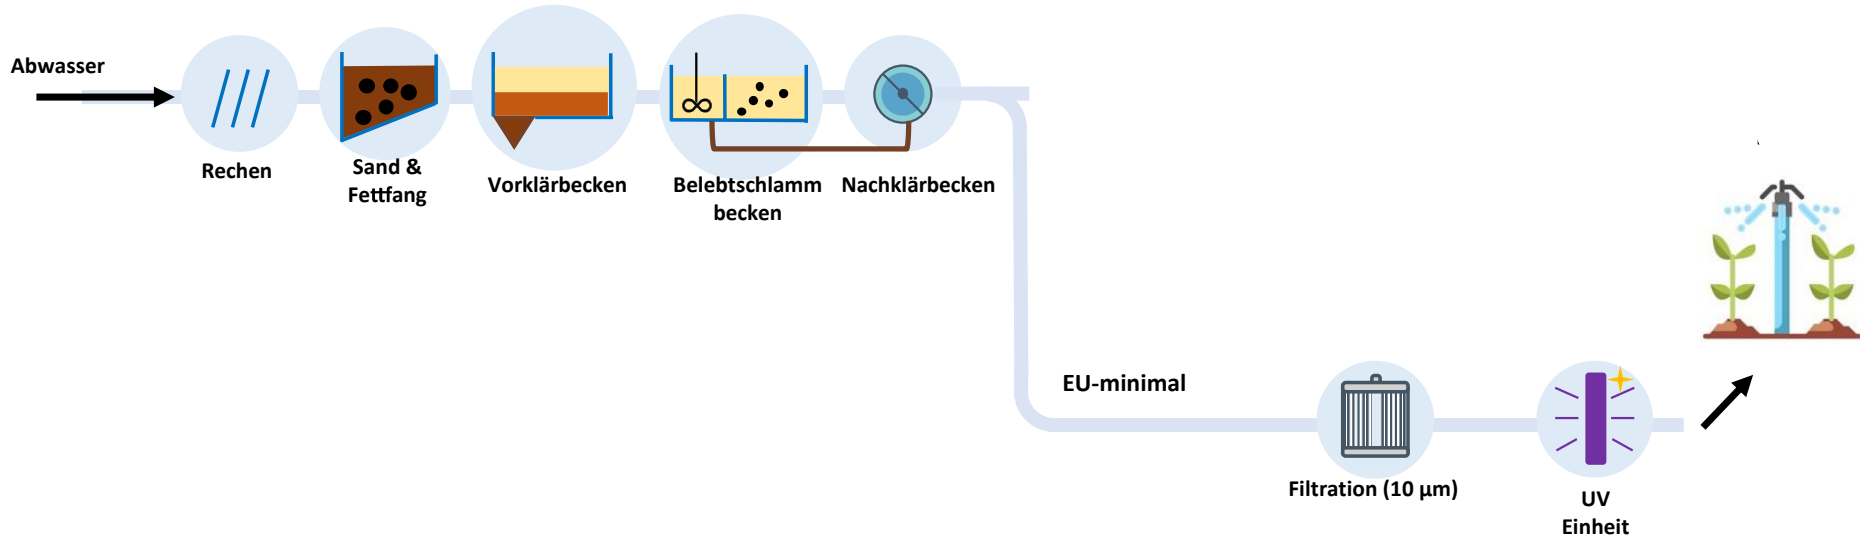 Abwasser
Rechen
Sand &
Fettfang
Vorklärbecken
Belebtschlamm
becken
Nachklärbecken
EU-minimal
Filtration (10 µm)
UV
Einheit